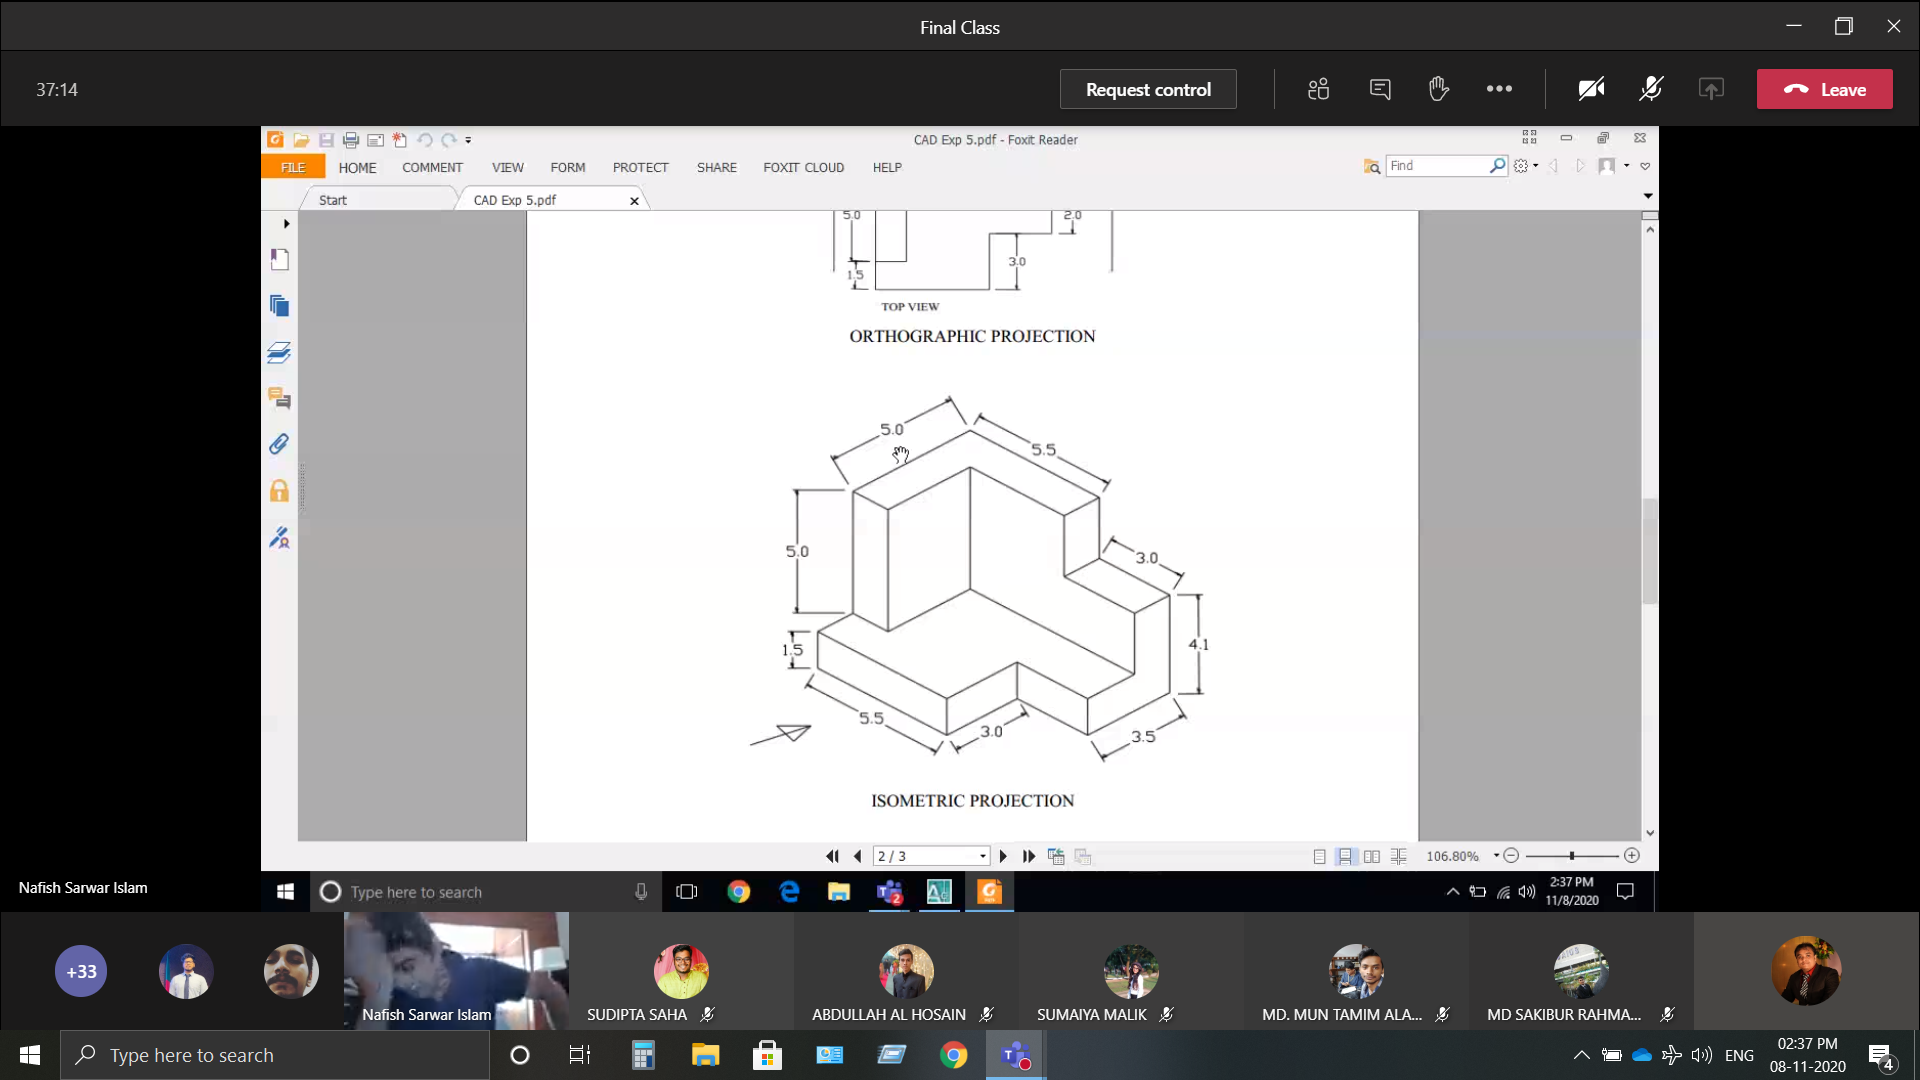 Final Class
37:14
Request control
Leave
CAD Exp 5.pdf - Foxit Reader
FILE HOME COMMENT VIEW FORM PROTECT SHARE FOXIT CLOUD HELP
Find
Start
CAD Exp 5.pdf
5.0
2.0
3.0
1.5
TOP VIEW
ORTHOGRAPHIC PROJECTION
5.0
5.5
5.0
3.0
4.1
1.5
5.5
3.0
3.5
ISOMETRIC PROJECTION
2 / 3
106.80%
Nafish Sarwar Islam
Type here to search
2
2:37 PM
11/8/2020
+33
Nafish Sarwar Islam
SUDIPTA SAHA
ABDULLAH AL HOSAIN
SUMAIYA MALIK
MD. MUN TAMIM ALA...
MD SAKIBUR RAHMA...
Type here to search
ENG
02:37 PM
08-11-2020
4